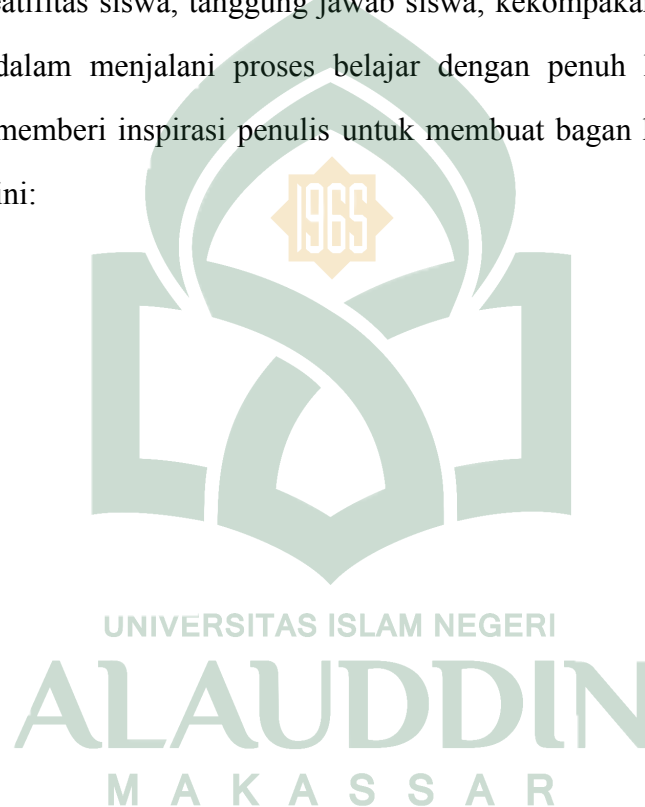 eatifitas siswa, tanggung jawab siswa, kekompakan
dalam menjalani proses belajar dengan penuh
memberi inspirasi penulis untuk membuat bagan
ini:
1965
UNIVERSITAS ISLAM NEGERI
ALAUDDIN
MAKASSAR